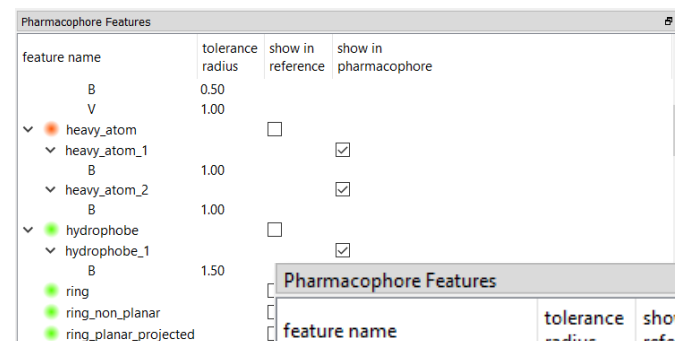 Pharmacophore Features
feature name tolerance radius show in reference show in pharmacophore
B 0.50
V 1.00
heavy_atom
heavy_atom_1
B 1.00
heavy_atom_2
B 1.00
hydrophobe
hydrophobe_1
B 1.50
ring
ring_non_planar
ring_planar_projected
Pharmacophore Features
feature name tolerance